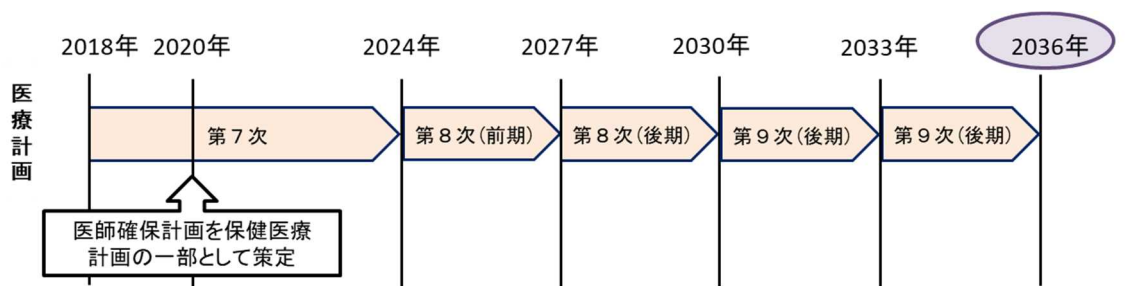 2018年 2020年 2024年 2027年 2030年 2033年 2036年
医療計画
第７次 第８次(前期) 第８次(後期) 第９次(後期) 第９次(後期)
医師確保計画を保健医療
計画の一部として策定